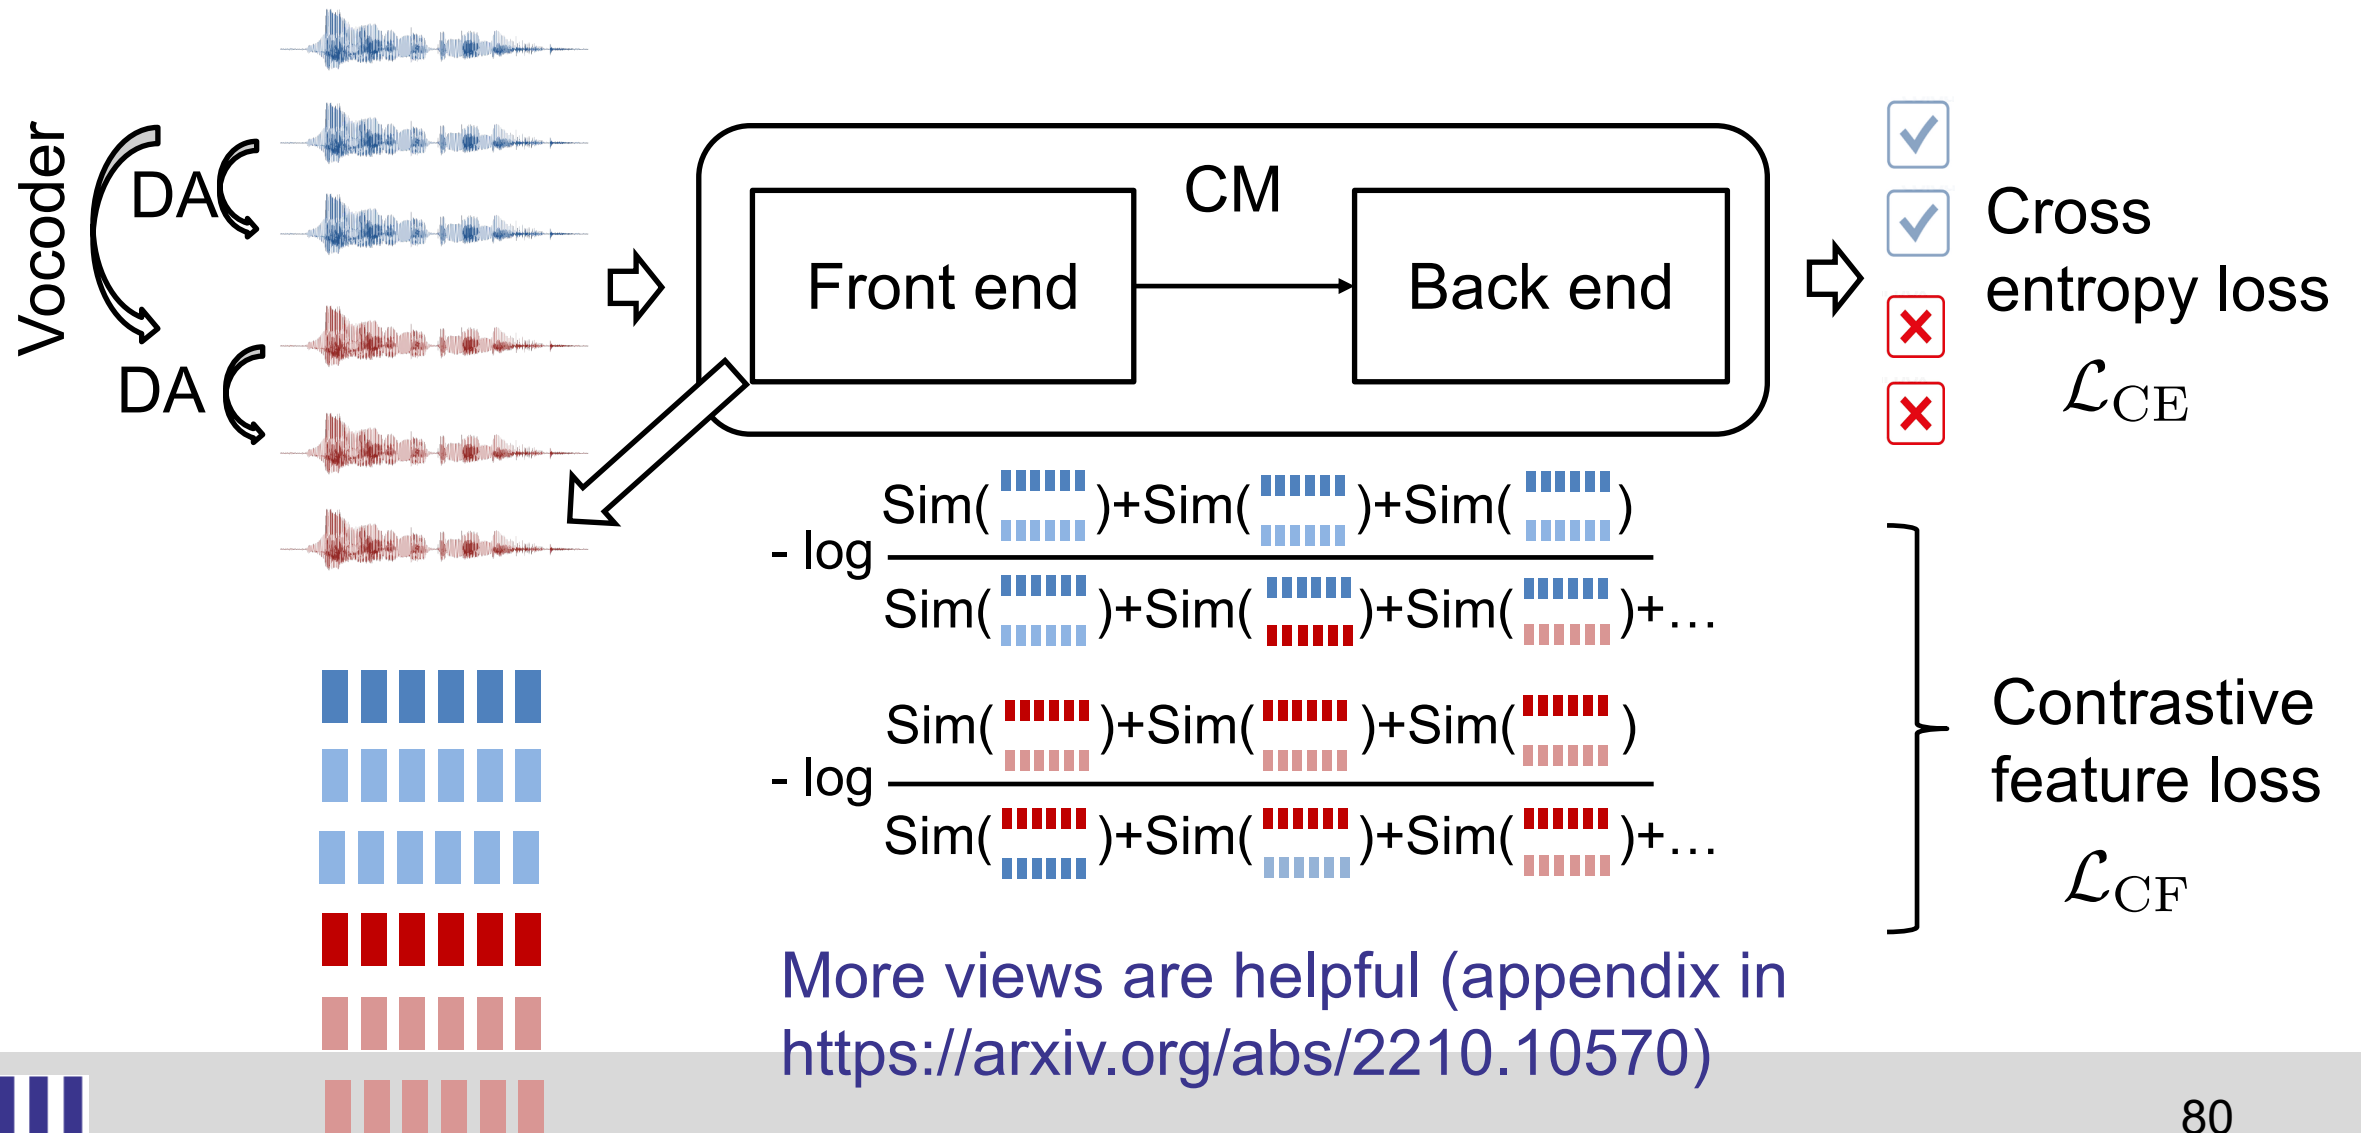 Vocoder
DA
DA
CM
Front end
Back end
Cross
entropy loss
ℒCE
Sim( )+Sim( )+Sim( )
- log
Sim( )+Sim( )+Sim( )+…
Sim( )+Sim( )+Sim( )
- log
Sim( )+Sim( )+Sim( )+…
Contrastive
feature loss
ℒCF
More views are helpful (appendix in
https://arxiv.org/abs/2210.10570)
80